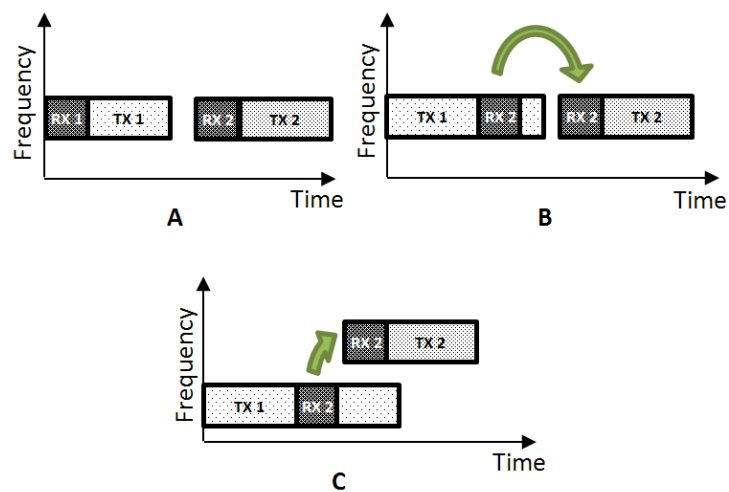 Frequency
RX 1
TX 1
RX 2
TX 2
Time
A
Frequency
TX 1
RX 2
RX 2
TX 2
Time
B
Frequency
RX 2
TX 2
TX 1
RX 2
Time
C